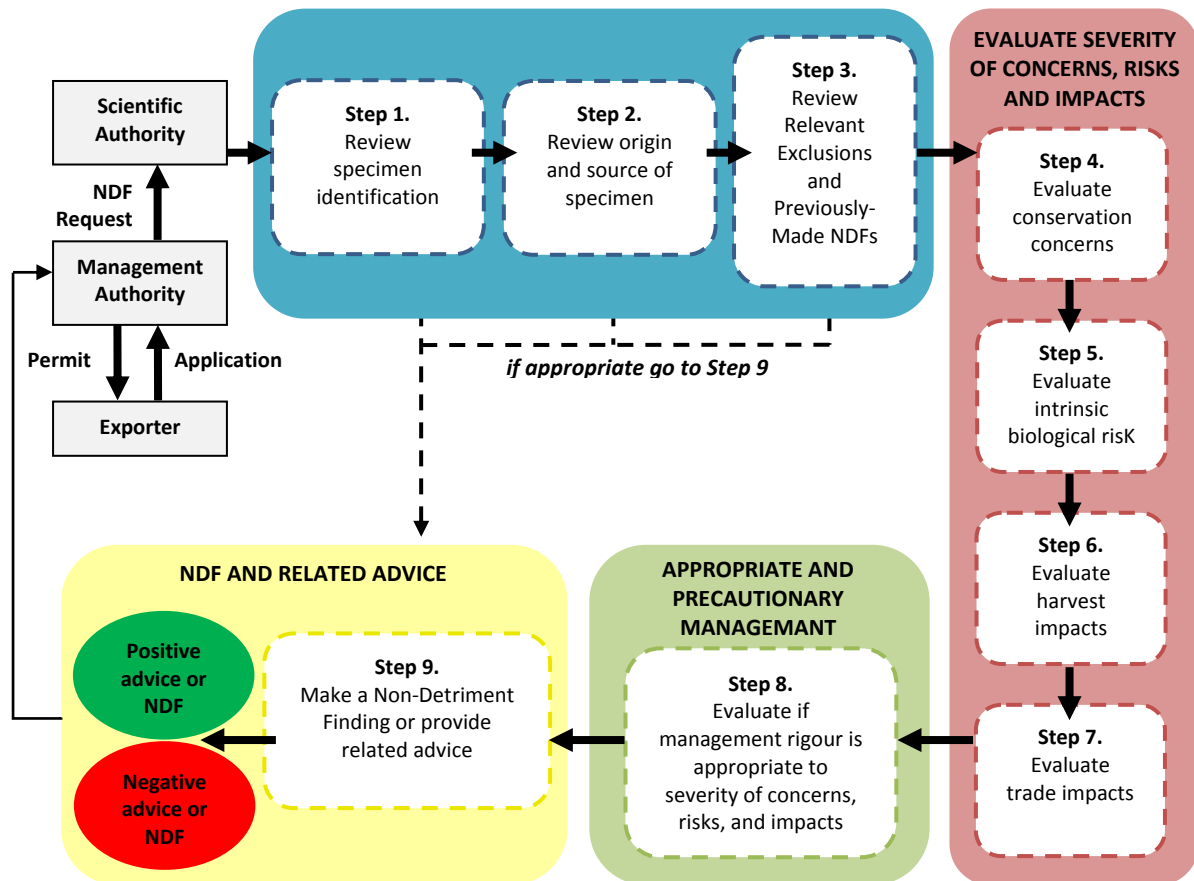 Scientific
Authority
NDF
Request
Management
Authority
Permit
Application
Exporter
Step 1.
Review
specimen
identification
Step 2.
Review origin
and source of
specimen
Step 3.
Review
Relevant
Exclusions
and
Previously-
Made NDFs
if appropriate go to Step 9
EVALUATE SEVERITY
OF CONCERNS, RISKS
AND IMPACTS
Step 4.
Evaluate
conservation
concerns
Step 5.
Evaluate
intrinsic
biological risK
Step 6.
Evaluate
harvest
impacts
Step 7.
Evaluate
trade impacts
APPROPRIATE AND
PRECAUTIONARY
MANAGEMANT
Step 8.
Evaluate if
management rigour is
appropriate to
severity of concerns,
risks, and impacts
NDF AND RELATED ADVICE
Step 9.
Make a Non-Detriment
Finding or provide
related advice
Positive
advice or
NDF
Negative
advice or
NDF